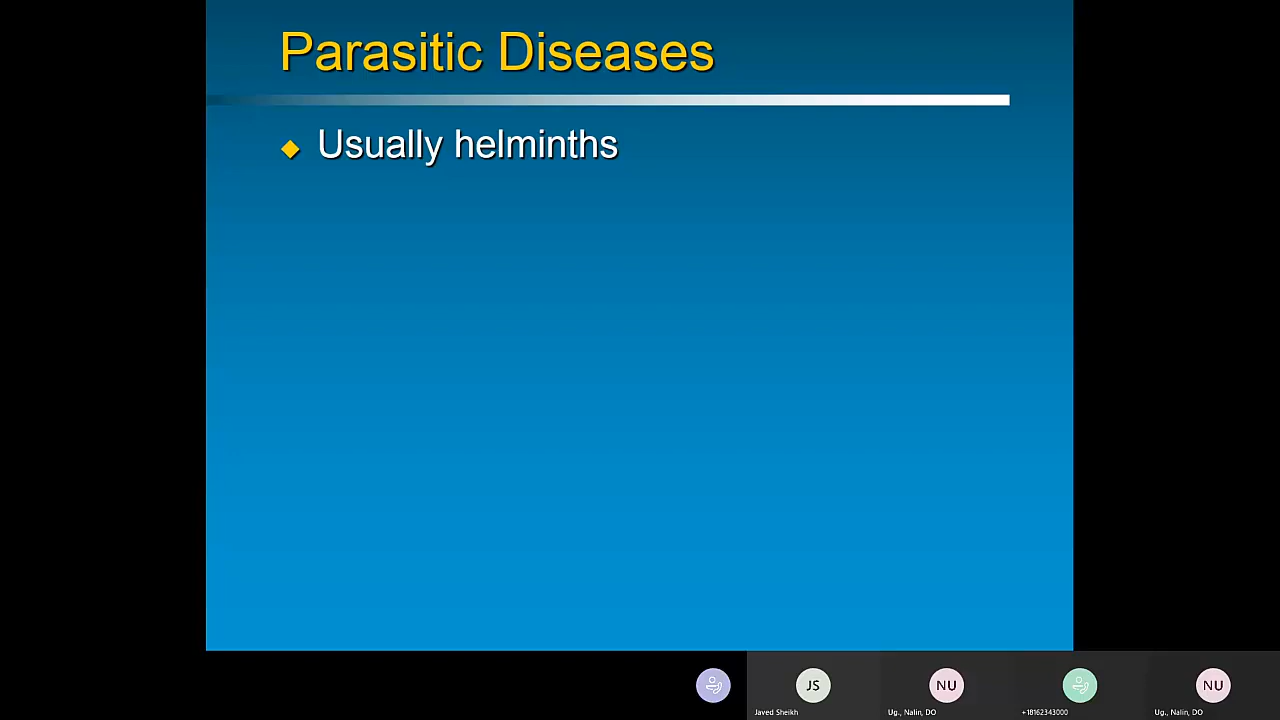 Parasitic Diseases
Usually helminths
JS
NU
NU
Javed Sheikh
Ug., Nalin, DO
+18162343000
Ug., Nalin, DO